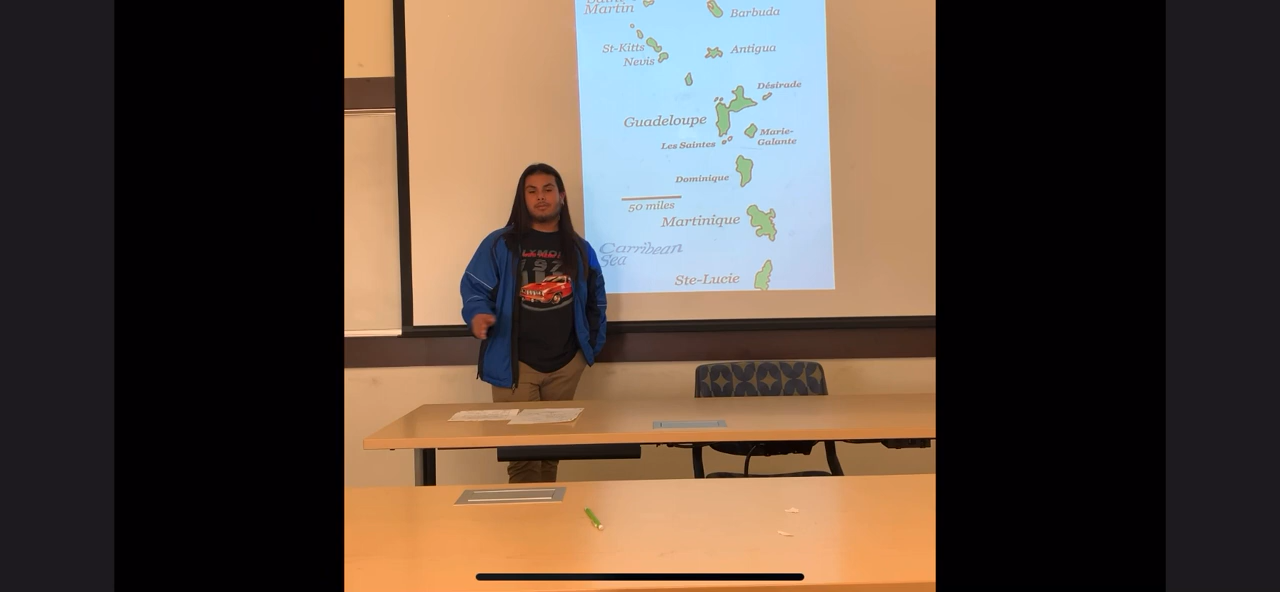 Martin
Barbuda
St-Kitts
Nevis
Antigua
Désirade
Guadeloupe
Marie-
Galante
Les Saintes
Dominique
50 miles
Martinique
Carribean
Sea
Ste-Lucie